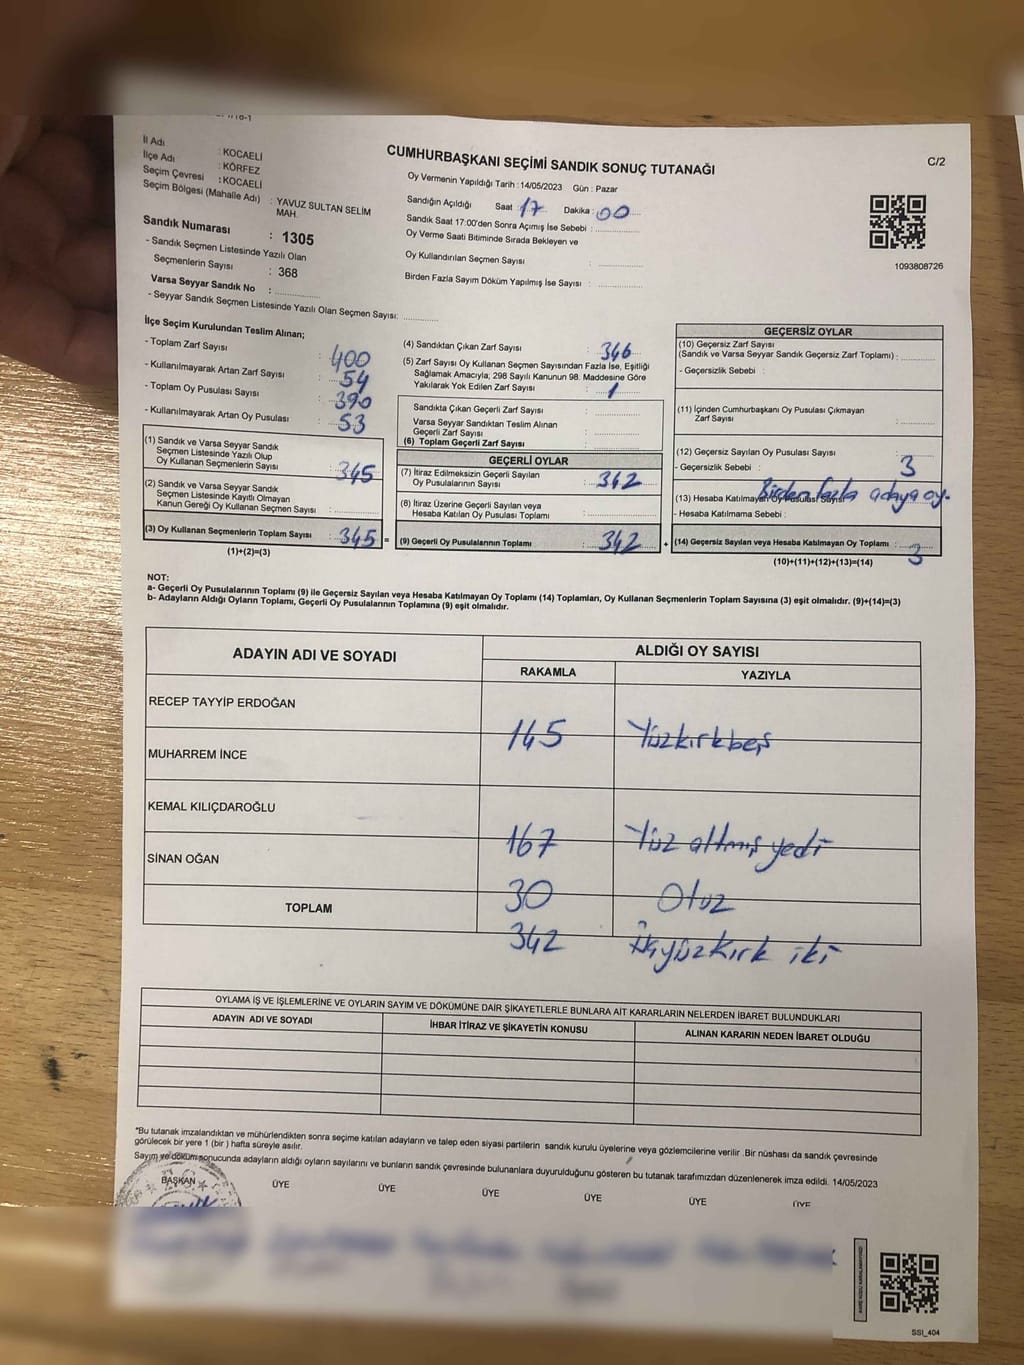 CUMHURBAŞKANI SEÇİMİ SANDIK SONUÇ TUTANAĞI
C/2
İl Adı : KOCAELİ
İlçe Adı : KÖRFEZ
Seçim Çevresi : KOCAELİ
Seçim Bölgesi (Mahalle Adı) : YAVUZ SULTAN SELİM
MAH.
Sandık Numarası : 1305
- Sandık Seçmen Listesinde Yazılı Olan
Seçmenlerin Sayısı : 368
Varsa Seyyar Sandık No :
- Seyyar Sandık Seçmen Listesinde Yazılı Olan Seçmen Sayısı:
Oy Vermenin Yapıldığı Tarih :14/05/2023 Gün : Pazar
Sandığın Açıldığı Saat 17 Dakika : 00
Sandık Saat 17:00'den Sonra Açımış İse Sebebi :
Oy Verme Saati Bitiminde Sırada Bekleyen ve
Oy Kullandırılan Seçmen Sayısı :
Birden Fazla Sayım Döküm Yapılmış İse Sayısı :
1093808726
İlçe Seçim Kurulundan Teslim Alınan;
- Toplam Zarf Sayısı : 400
- Kullanılmayarak Artan Zarf Sayısı : 54
- Toplam Oy Pusulası Sayısı : 390
- Kullanılmayarak Artan Oy Pusulası : 53
(1) Sandık ve Varsa Seyyar Sandık
Seçmen Listesinde Yazılı Olup
Oy Kullanan Seçmenlerin Sayısı : 345
(2) Sandık ve Varsa Seyyar Sandık
Seçmen Listesinde Kayıtlı Olmayan
Kanun Gereği Oy Kullanan Seçmen Sayısı :
(3) Oy Kullanan Seçmenlerin Toplam Sayısı : 345 =
(1)+(2)=(3)
(4) Sandıktan Çıkan Zarf Sayısı : 346
(5) Zarf Sayısı Oy Kullanan Seçmen Sayısından Fazla İse, Eşitliği
Sağlamak Amacıyla; 298 Sayılı Kanunun 98. Maddesine Göre
Yakılarak Yok Edilen Zarf Sayısı : 1
Sandıkta Çıkan Geçerli Zarf Sayısı :
Varsa Seyyar Sandıktan Teslim Alınan
Geçerli Zarf Sayısı :
(6) Toplam Geçerli Zarf Sayısı :
GEÇERLİ OYLAR
(7) İtiraz Edilmeksizin Geçerli Sayılan
Oy Pusulalarının Sayısı : 342
(8) İtiraz Üzerine Geçerli Sayılan veya
Hesaba Katılan Oy Pusulası Toplamı :
(9) Geçerli Oy Pusulalarının Toplamı : 342 +
GEÇERSİZ OYLAR
(10) Geçersiz Zarf Sayısı
(Sandık ve Varsa Seyyar Sandık Geçersiz Zarf Toplamı) :
- Geçersizlik Sebebi :
(11) İçinden Cumhurbaşkanı Oy Pusulası Çıkmayan
Zarf Sayısı :
(12) Geçersiz Sayılan Oy Pusulası Sayısı : 3
- Geçersizlik Sebebi :
Birden fazla adaya oy.
(13) Hesaba Katılmayan Oy Pusulası Sayısı
- Hesaba Katılmama Sebebi :
(14) Geçersiz Sayılan veya Hesaba Katılmayan Oy Toplamı : 3
(10)+(11)+(12)+(13)=(14)
NOT:
a- Geçerli Oy Pusulalarının Toplamı (9) ile Geçersiz Sayılan veya Hesaba Katılmayan Oy Toplamı (14) Toplamları, Oy Kullanan Seçmenlerin Toplam Sayısına (3) eşit olmalıdır. (9)+(14)=(3)
b- Adayların Aldığı Oyların Toplamı, Geçerli Oy Pusulalarının Toplamına (9) eşit olmalıdır.
ADAYIN ADI VE SOYADI
ALDIĞI OY SAYISI
RAKAMLA
YAZIYLA
RECEP TAYYİP ERDOĞAN
145 Yüzkırkbeş
MUHARREM İNCE
KEMAL KILIÇDAROĞLU
167 Yüz altmış yedi
SİNAN OĞAN
30 Otuz
TOPLAM
342 Üçyüzkırk iki
OYLAMA İŞ VE İŞLEMLERİNE VE OYLARIN SAYIM VE DÖKÜMÜNE DAİR ŞİKAYETLERLE BUNLARA AİT KARARLARIN NELERDEN İBARET BULUNDUKLARI
ADAYIN ADI VE SOYADI
İHBAR İTİRAZ VE ŞİKAYETİN KONUSU
ALINAN KARARIN NEDEN İBARET OLDUĞU
*Bu tutanak imzalandıktan ve mühürlendikten sonra seçime katılan adayların ve talep eden siyasi partilerin sandık kurulu üyelerine veya gözlemcilerine verilir .Bir nüshası da sandık çevresinde
görülecek bir yere 1 (bir ) hafta süreyle asılır.
Sayım ve döküm sonucunda adayların aldığı oyların sayılarını ve bunların sandık çevresinde bulunanlara duyurulduğunu gösteren bu tutanak tarafımızdan düzenlenerek imza edildi. 14/05/2023
BAŞKAN ÜYE ÜYE ÜYE ÜYE ÜYE ÜYE
SSI_404